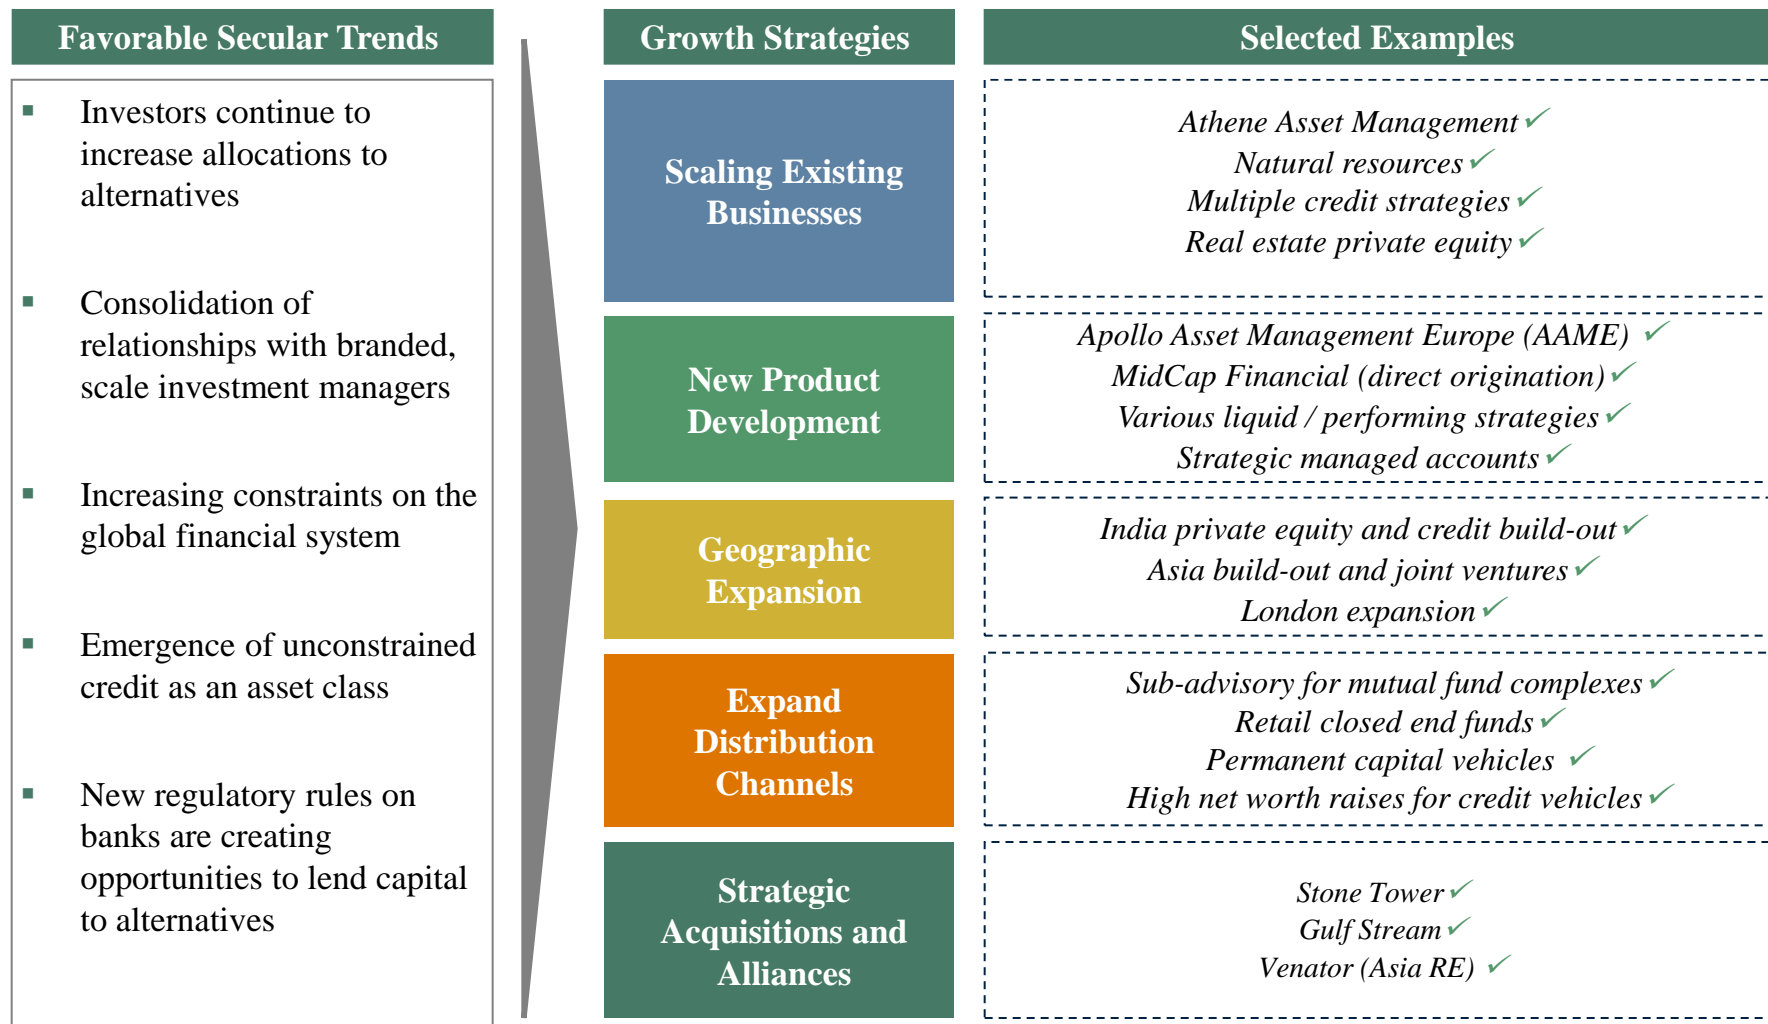 Favorable Secular Trends
Investors continue to
increase allocations to
alternatives
Consolidation of
relationships with branded,
scale investment managers
Increasing constraints on the
global financial system
Emergence of unconstrained
credit as an asset class
New regulatory rules on
banks are creating
opportunities to lend capital
to alternatives
Growth Strategies
Selected Examples
Scaling Existing
Businesses
Athene Asset Management ✓
Natural resources ✓
Multiple credit strategies ✓
Real estate private equity ✓
New Product
Development
Apollo Asset Management Europe (AAME) ✓
MidCap Financial (direct origination) ✓
Various liquid / performing strategies ✓
Strategic managed accounts ✓
Geographic
Expansion
India private equity and credit build-out ✓
Asia build-out and joint ventures ✓
London expansion ✓
Expand
Distribution
Channels
Sub-advisory for mutual fund complexes ✓
Retail closed end funds ✓
Permanent capital vehicles ✓
High net worth raises for credit vehicles ✓
Strategic
Acquisitions and
Alliances
Stone Tower ✓
Gulf Stream ✓
Venator (Asia RE) ✓